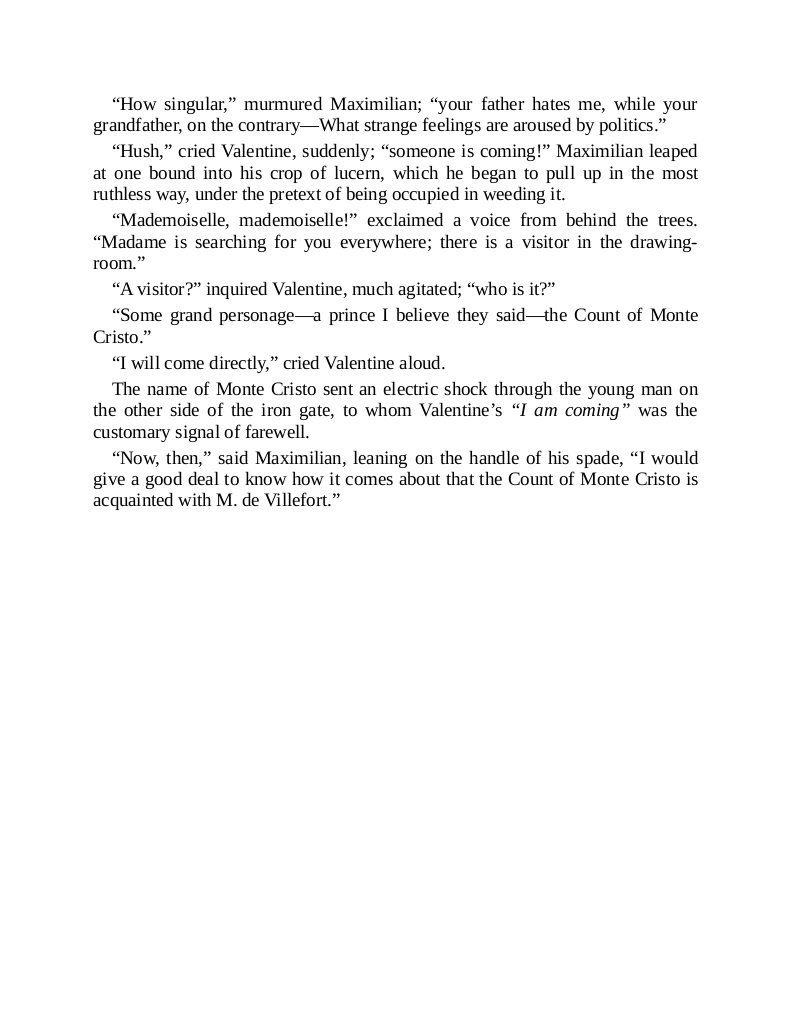 “How singular,” murmured Maximilian; “your father hates me, while your
grandfather, on the contrary—What strange feelings are aroused by politics.”
“Hush,” cried Valentine, suddenly; “someone is coming!” Maximilian leaped
at one bound into his crop of lucern, which he began to pull up in the most
ruthless way, under the pretext of being occupied in weeding it.
“Mademoiselle, mademoiselle!” exclaimed a voice from behind the trees.
“Madame is searching for you everywhere; there is a visitor in the drawing-
room.”
“A visitor?” inquired Valentine, much agitated; “who is it?”
“Some grand personage—a prince I believe they said—the Count of Monte
Cristo.”
“I will come directly,” cried Valentine aloud.
The name of Monte Cristo sent an electric shock through the young man on
the other side of the iron gate, to whom Valentine’s “I am coming” was the
customary signal of farewell.
“Now, then,” said Maximilian, leaning on the handle of his spade, “I would
give a good deal to know how it comes about that the Count of Monte Cristo is
acquainted with M. de Villefort.”